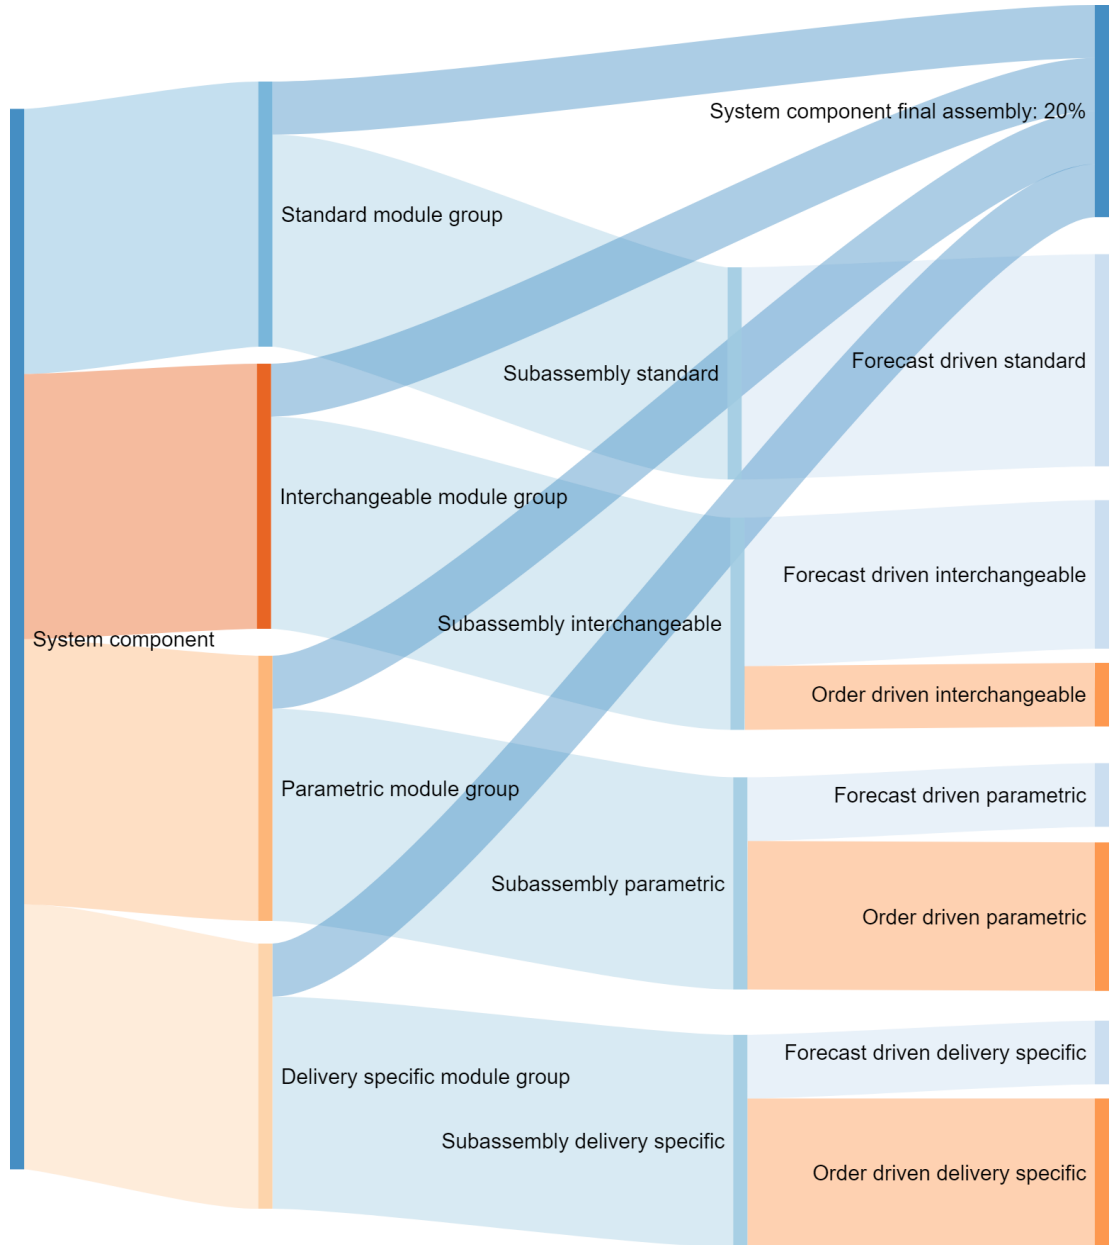 System component final assembly: 20%
Standard module group
Forecast driven standard
Subassembly standard
Interchangeable module group
Forecast driven interchangeable
Subassembly interchangeable
System component
Order driven interchangeable
Parametric module group
Forecast driven parametric
Subassembly parametric
Order driven parametric
Forecast driven delivery specific
Delivery specific module group
Subassembly delivery specific
Order driven delivery specific